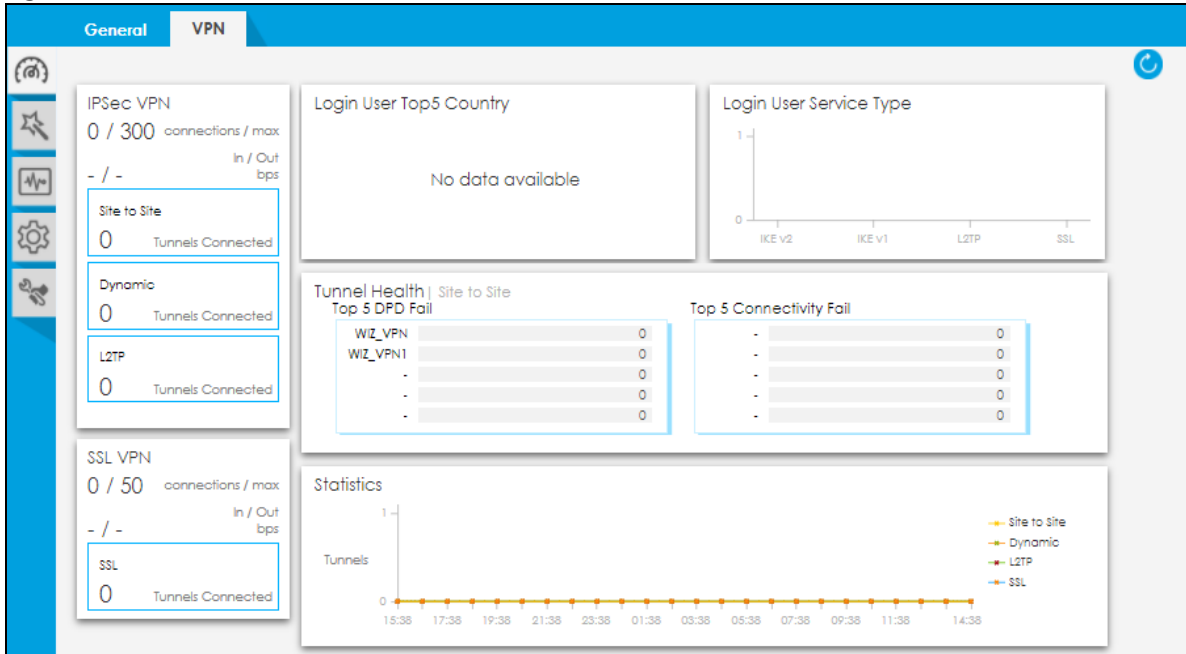 General VPN
IPSec VPN
0 / 300 connections / max
In / Out
- / - bps
Site to Site
0 Tunnels Connected
Dynamic
0 Tunnels Connected
L2TP
0 Tunnels Connected
SSL VPN
0 / 50 connections / max
In / Out
- / - bps
SSL
0 Tunnels Connected
Login User Top5 Country
No data available
Login User Service Type
1
0
IKE v2 IKE v1 L2TP SSL
Tunnel Health | Site to Site
Top 5 DPD Fail
WIZ_VPN 0
WIZ_VPN1 0
- 0
- 0
- 0
Top 5 Connectivity Fail
- 0
- 0
- 0
- 0
- 0
Statistics
1
Tunnels
0
15:38 17:38 19:38 21:38 23:38 01:38 03:38 05:38 07:38 09:38 11:38 14:38
Site to Site
Dynamic
L2TP
SSL